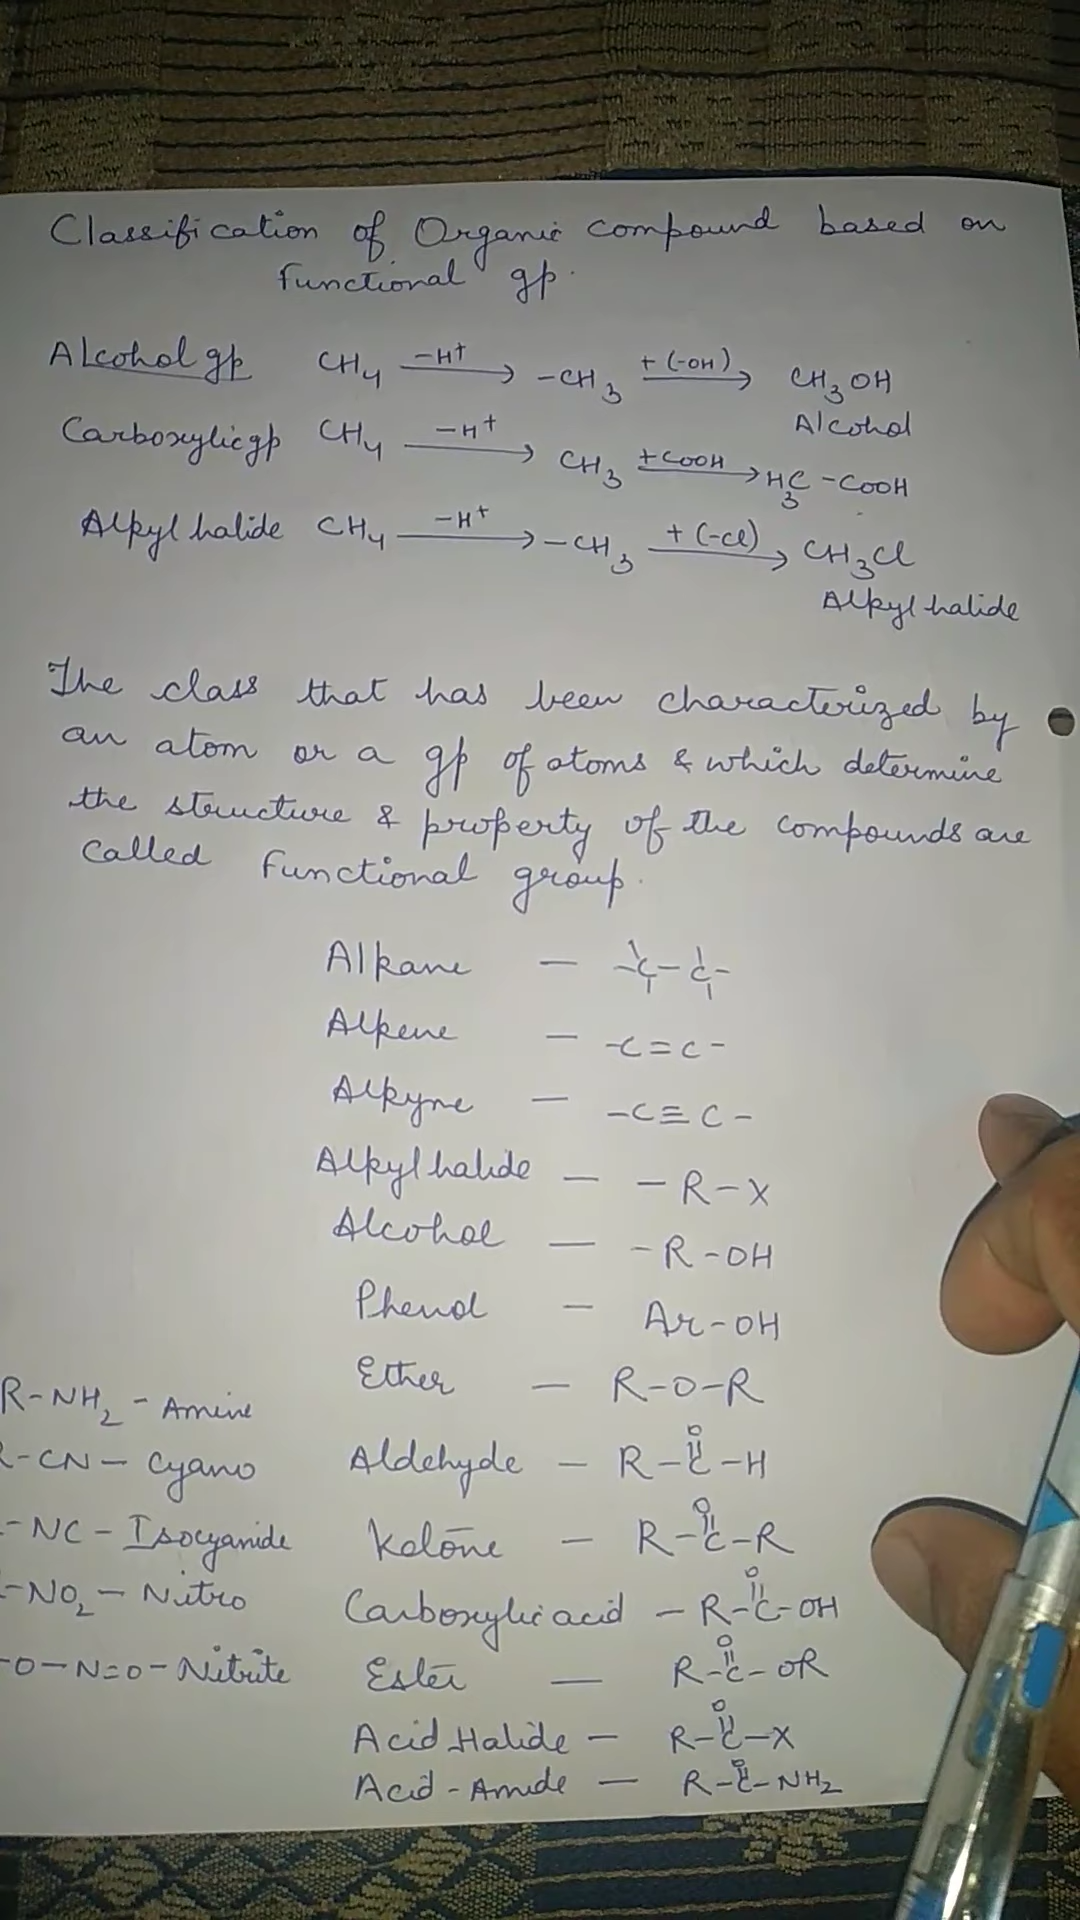 Classification of Organic compound based on
functional gp.
Alcohol gp CH4 -H+ → -CH3 +(-OH) → CH3OH
Alcohol
Carboxylic gp CH4 -H+ → CH3 +COOH → H3C-COOH
Alkyl halide CH4 -H+ → -CH3 +(-Cl) → CH3Cl
Alkyl halide
The class that has been characterized by
an atom or a gp of atoms & which determine
the structure & property of the compounds are
called functional group.
Alkane — -C-C-
Alkene — -C=C-
Alkyne — -C≡C-
Alkyl halide — -R-X
Alcohol — -R-OH
Phenol — Ar-OH
Ether — R-O-R
Aldehyde — R-C(=O)-H
Ketone — R-C(=O)-R
Carboxylic acid — R-C(=O)-OH
Ester — R-C(=O)-OR
Acid Halide — R-C(=O)-X
Acid-Amide — R-C(=O)-NH2
R-NH2 - Amine
R-CN - Cyano
-NC - Isocyanide
-NO2 - Nitro
-O-N=O - Nitrite